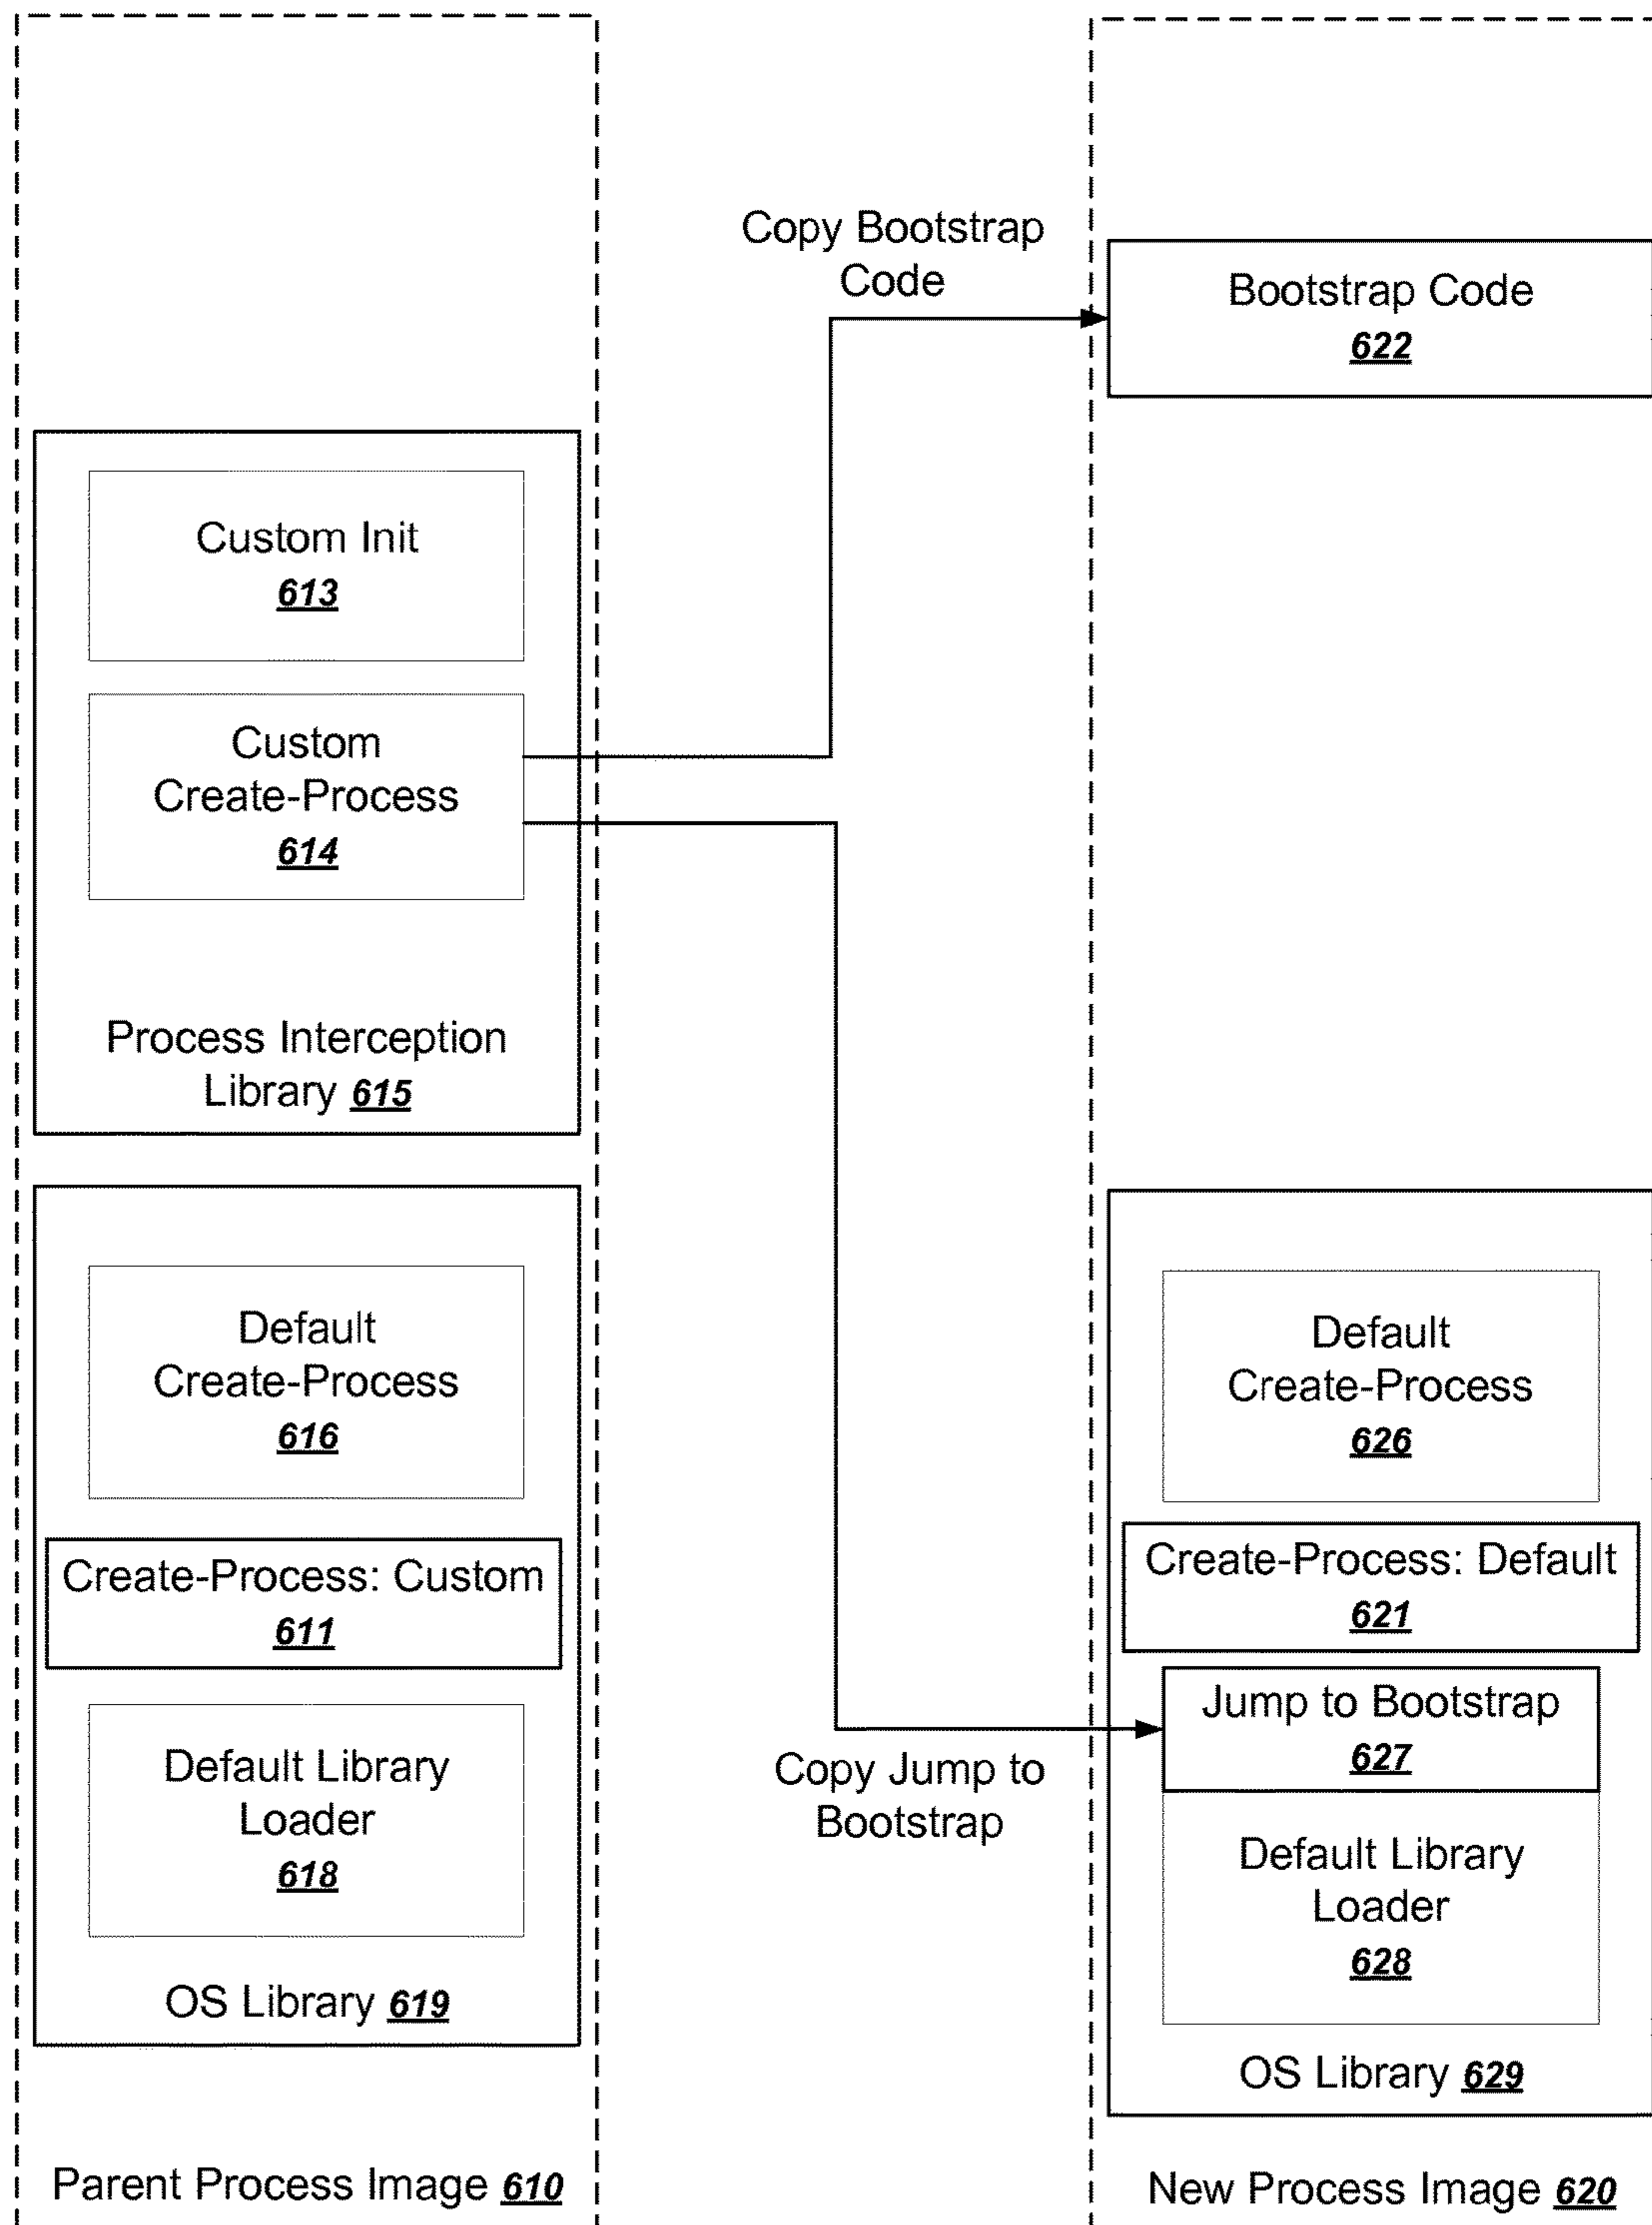 Copy Bootstrap
Code
Bootstrap Code
622
Custom Init
613
Custom
Create-Process
614
Process Interception
Library 615
Default
Create-Process
616
Create-Process: Custom
611
Default Library
Loader
618
OS Library 619
Parent Process Image 610
Copy Jump to
Bootstrap
Default
Create-Process
626
Create-Process: Default
621
Jump to Bootstrap
627
Default Library
Loader
628
OS Library 629
New Process Image 620